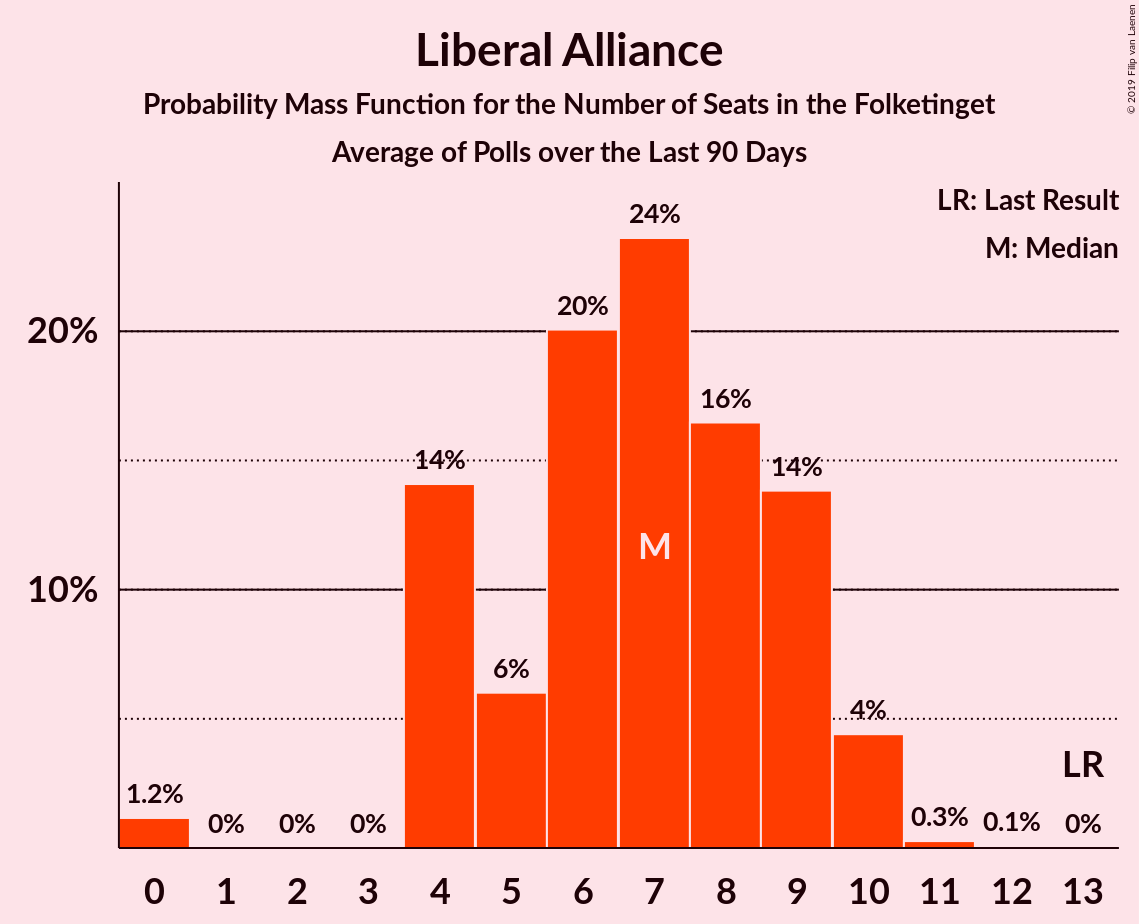 Liberal Alliance
Probability Mass Function for the Number of Seats in the Folketinget
Average of Polls over the Last 90 Days
© 2019 Filip van Laenen
LR: Last Result
M: Median
24%
20%
20%
16%
14%
14%
M
10%
6%
4%
LR
1.2%
0%
0%
0%
0.3%
0.1%
0%
0 1 2 3 4 5 6 7 8 9 10 11 12 13